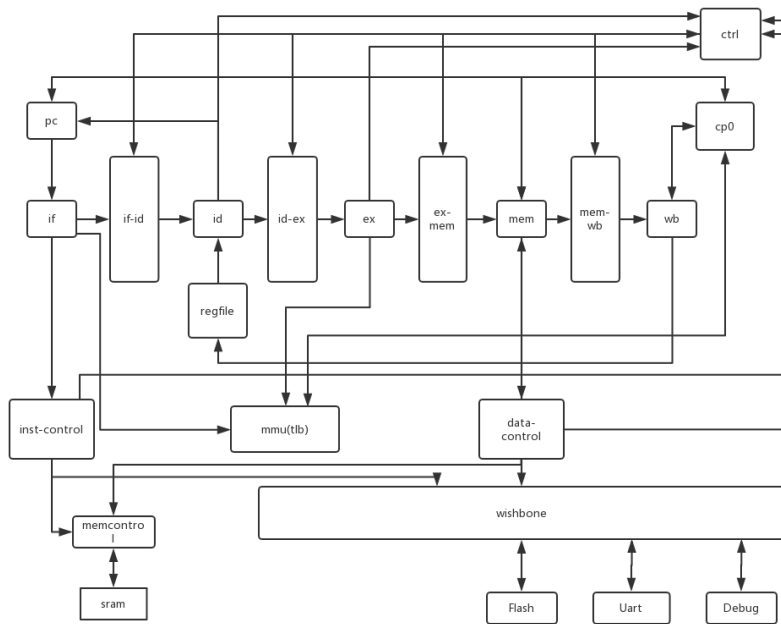 ctrl
pc
cp0
if
if-id
id
id-ex
ex
ex-
mem
mem
mem-
wb
wb
regfile
inst-control
mmu(tlb)
data-
control
memcontro
l
wishbone
sram
Flash
Uart
Debug